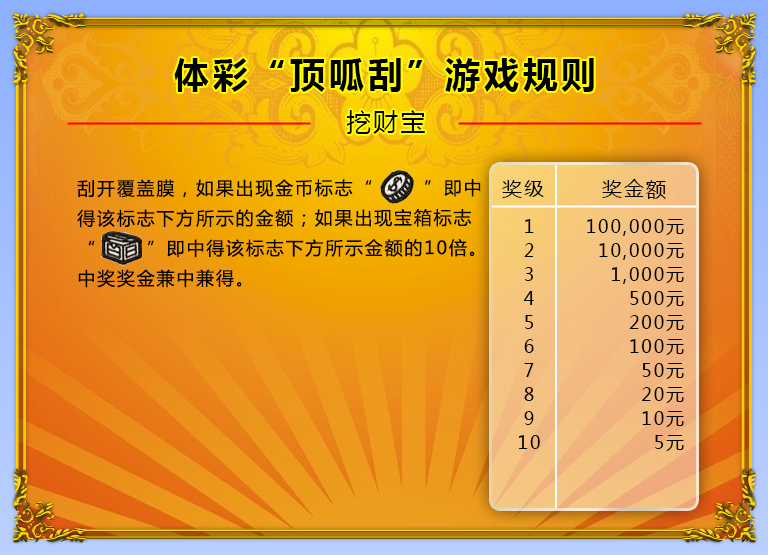 体彩“顶呱刮”游戏规则
挖财宝
刮开覆盖膜，如果出现金币标志“ ”即中
得该标志下方所示的金额；如果出现宝箱标志
“ ”即中得该标志下方所示金额的10倍。
中奖奖金兼中兼得。
奖级 奖金额
1 100,000元
2 10,000元
3 1,000元
4 500元
5 200元
6 100元
7 50元
8 20元
9 10元
10 5元